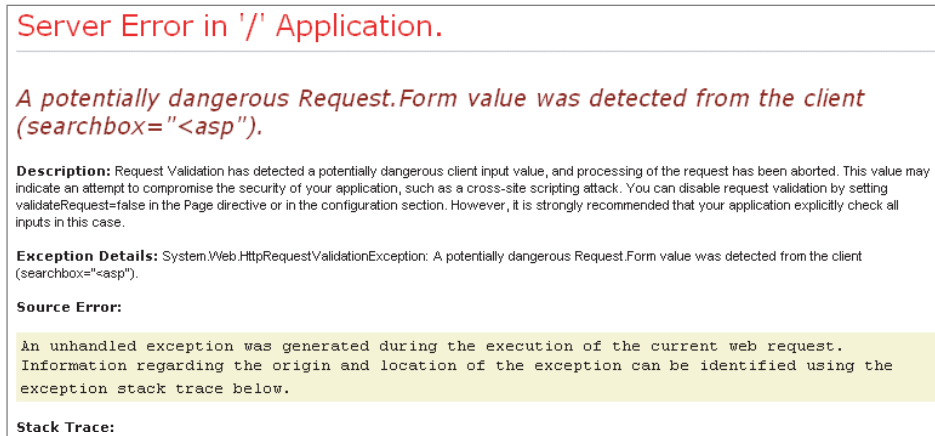 Server Error in '/' Application.
A potentially dangerous Request.Form value was detected from the client
(searchbox="<asp").
Description: Request Validation has detected a potentially dangerous client input value, and processing of the request has been aborted. This value may
indicate an attempt to compromise the security of your application, such as a cross-site scripting attack. You can disable request validation by setting
validateRequest=false in the Page directive or in the configuration section. However, it is strongly recommended that your application explicitly check all
inputs in this case.
Exception Details: System.Web.HttpRequestValidationException: A potentially dangerous Request.Form value was detected from the client
(searchbox="<asp").
Source Error:
An unhandled exception was generated during the execution of the current web request.
Information regarding the origin and location of the exception can be identified using the
exception stack trace below.
Stack Trace: